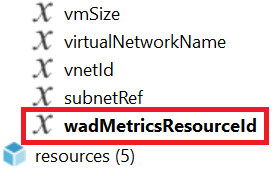 vmSize
virtualNetworkName
vnetId
subnetRef
wadMetricsResourceId
resources (5)